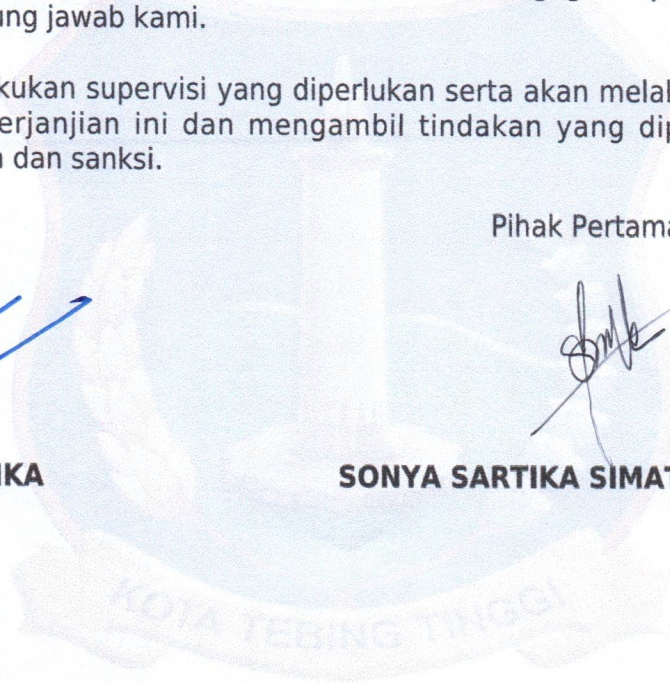 ung jawab kami.
kukan supervisi yang diperlukan serta akan melak
erjanjian ini dan mengambil tindakan yang dip
dan sanksi.
Pihak Pertama
IKA
SONYA SARTIKA SIMAT
KOTA TEBING TINGGI